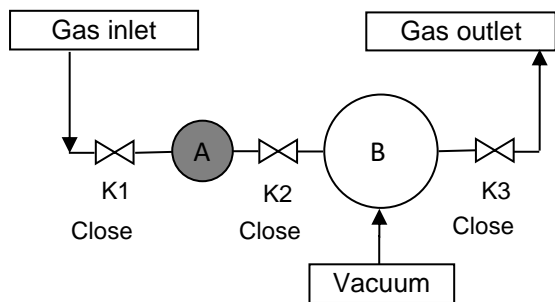 Gas inlet
Gas outlet
A
B
K1
K2
K3
Close
Close
Close
Vacuum